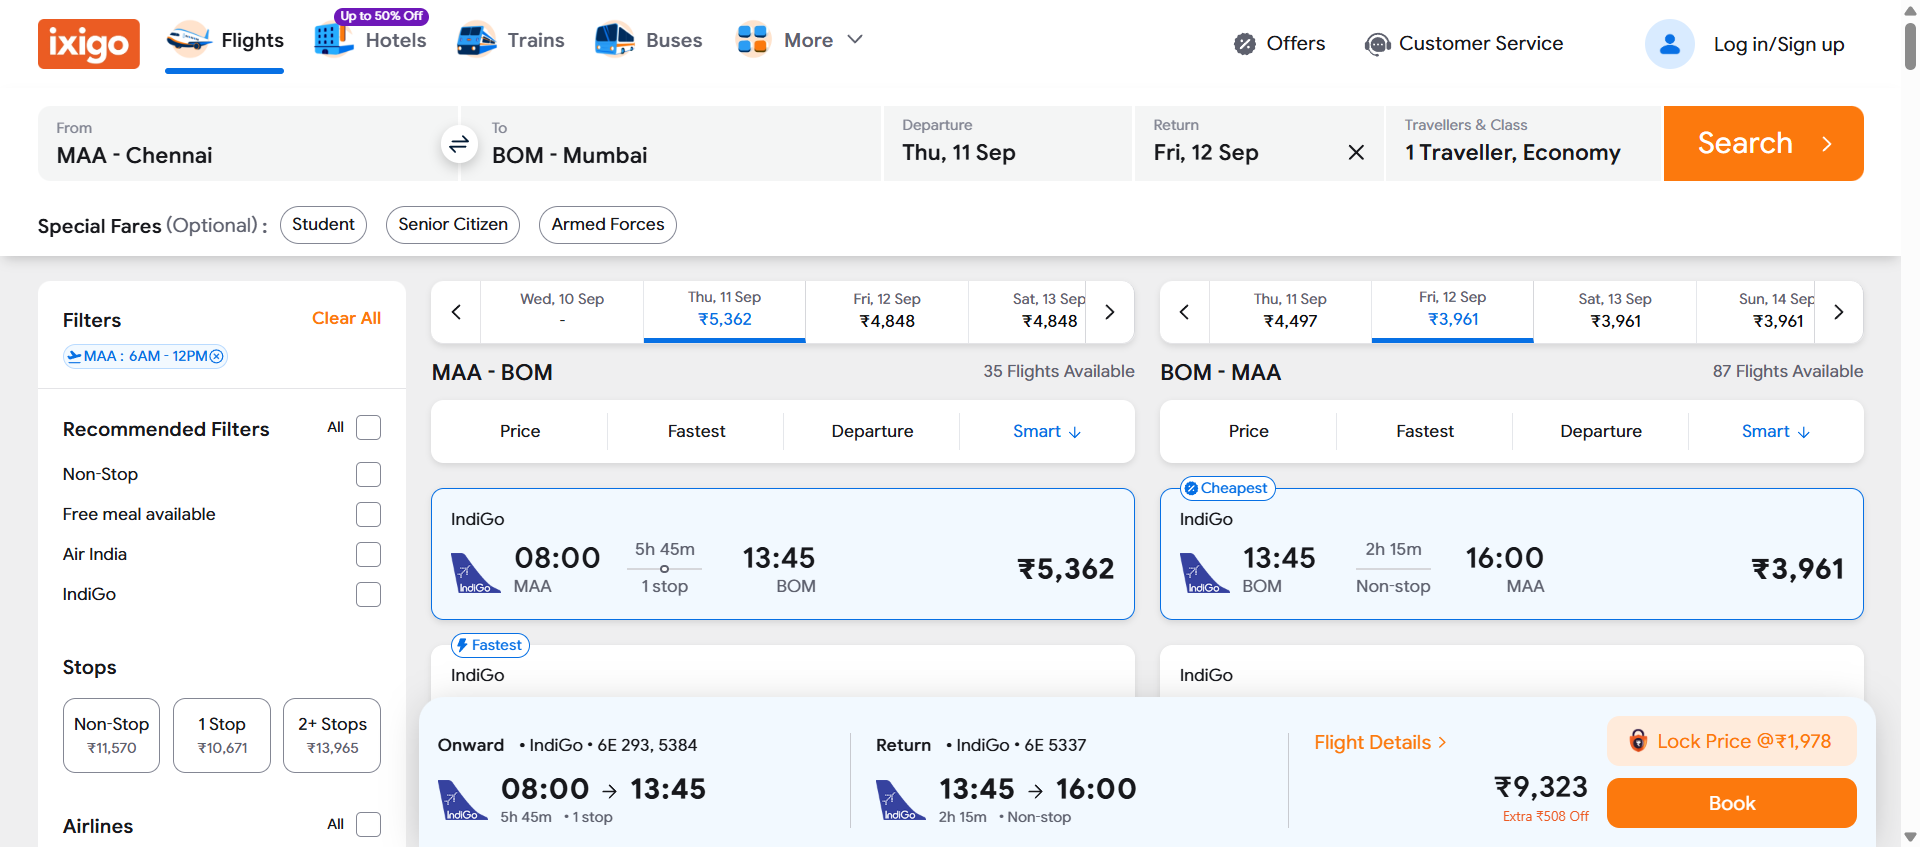 ixigo
Flights
Up to 50% Off
Hotels
Trains
Buses
More
Offers
Customer Service
Log in/Sign up
From
MAA - Chennai
To
BOM - Mumbai
Departure
Thu, 11 Sep
Return
Fri, 12 Sep
Travellers & Class
1 Traveller, Economy
Search
Special Fares (Optional) :
Student
Senior Citizen
Armed Forces
Filters
Clear All
MAA : 6AM - 12PM
Recommended Filters
All
Non-Stop
Free meal available
Air India
IndiGo
Stops
Non-Stop
₹11,570
1 Stop
₹10,671
2+ Stops
₹13,965
Airlines
All
Wed, 10 Sep
-
Thu, 11 Sep
₹5,362
Fri, 12 Sep
₹4,848
Sat, 13 Sep
₹4,848
MAA - BOM
35 Flights Available
Price
Fastest
Departure
Smart
IndiGo
IndiGo
08:00
MAA
5h 45m
1 stop
13:45
BOM
₹5,362
Fastest
IndiGo
Thu, 11 Sep
₹4,497
Fri, 12 Sep
₹3,961
Sat, 13 Sep
₹3,961
Sun, 14 Sep
₹3,961
BOM - MAA
87 Flights Available
Price
Fastest
Departure
Smart
Cheapest
IndiGo
IndiGo
13:45
BOM
2h 15m
Non-stop
16:00
MAA
₹3,961
IndiGo
Onward • IndiGo • 6E 293, 5384
IndiGo
08:00 → 13:45
5h 45m • 1 stop
Return • IndiGo • 6E 5337
IndiGo
13:45 → 16:00
2h 15m • Non-stop
Flight Details
₹9,323
Extra ₹508 Off
Lock Price @₹1,978
Book